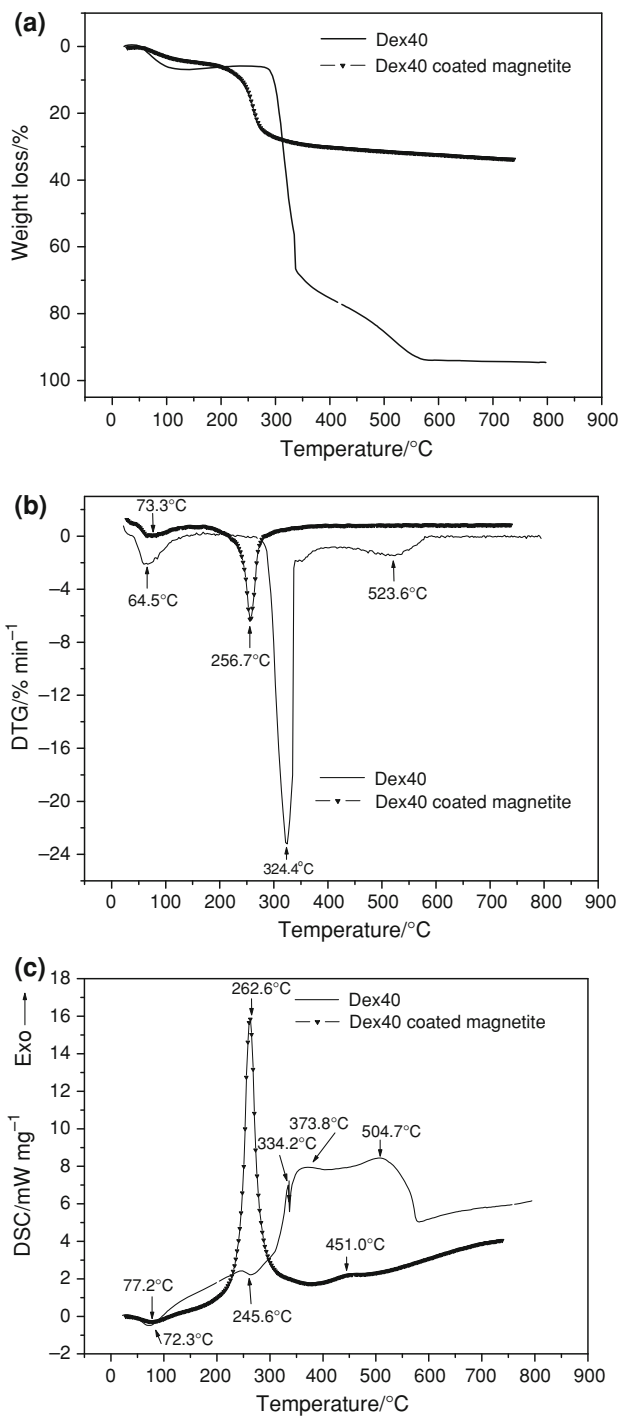 (a)
Dex40
Dex40 coated magnetite
0
20
40
60
80
100
Weight loss/%
0 100 200 300 400 500 600 700 800 900
Temperature/°C
(b)
73.3°C
64.5°C
256.7°C
523.6°C
324.4°C
Dex40
Dex40 coated magnetite
0
−4
−8
−12
−16
−20
−24
DTG/% min−1
0 100 200 300 400 500 600 700 800 900
Temperature/°C
(c)
262.6°C
Dex40
Dex40 coated magnetite
373.8°C
334.2°C
504.7°C
451.0°C
77.2°C
245.6°C
72.3°C
18
16
14
12
10
8
6
4
2
0
−2
Exo
DSC/mW mg−1
0 100 200 300 400 500 600 700 800 900
Temperature/°C